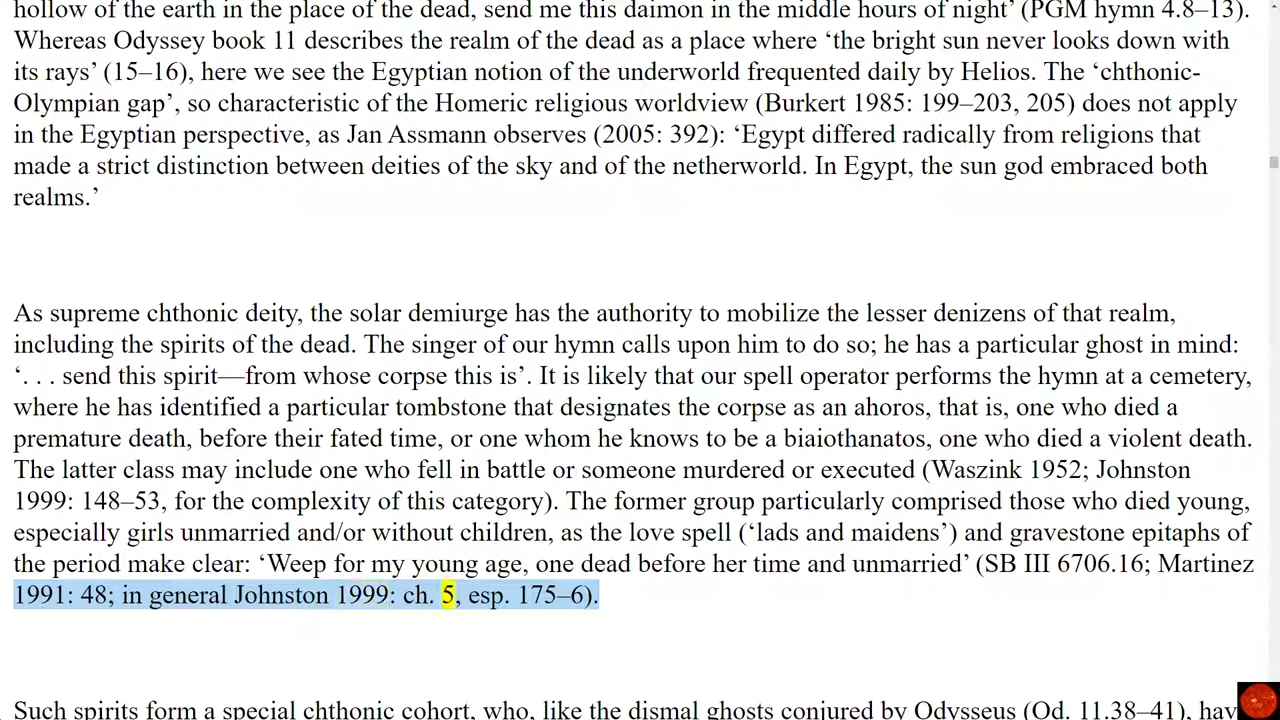 hollow of the earth in the place of the dead, send me this daimon in the middle hours of night’ (PGM hymn 4.8–13).
Whereas Odyssey book 11 describes the realm of the dead as a place where ‘the bright sun never looks down with
its rays’ (15–16), here we see the Egyptian notion of the underworld frequented daily by Helios. The ‘chthonic-
Olympian gap’, so characteristic of the Homeric religious worldview (Burkert 1985: 199–203, 205) does not apply
in the Egyptian perspective, as Jan Assmann observes (2005: 392): ‘Egypt differed radically from religions that
made a strict distinction between deities of the sky and of the netherworld. In Egypt, the sun god embraced both
realms.’
As supreme chthonic deity, the solar demiurge has the authority to mobilize the lesser denizens of that realm,
including the spirits of the dead. The singer of our hymn calls upon him to do so; he has a particular ghost in mind:
‘. . . send this spirit—from whose corpse this is’. It is likely that our spell operator performs the hymn at a cemetery,
where he has identified a particular tombstone that designates the corpse as an ahoros, that is, one who died a
premature death, before their fated time, or one whom he knows to be a biaiothanatos, one who died a violent death.
The latter class may include one who fell in battle or someone murdered or executed (Waszink 1952; Johnston
1999: 148–53, for the complexity of this category). The former group particularly comprised those who died young,
especially girls unmarried and/or without children, as the love spell (‘lads and maidens’) and gravestone epitaphs of
the period make clear: ‘Weep for my young age, one dead before her time and unmarried’ (SB III 6706.16; Martinez
1991: 48; in general Johnston 1999: ch. 5, esp. 175–6).
Such spirits form a special chthonic cohort, who, like the dismal ghosts conjured by Odysseus (Od. 11.38–41), hav